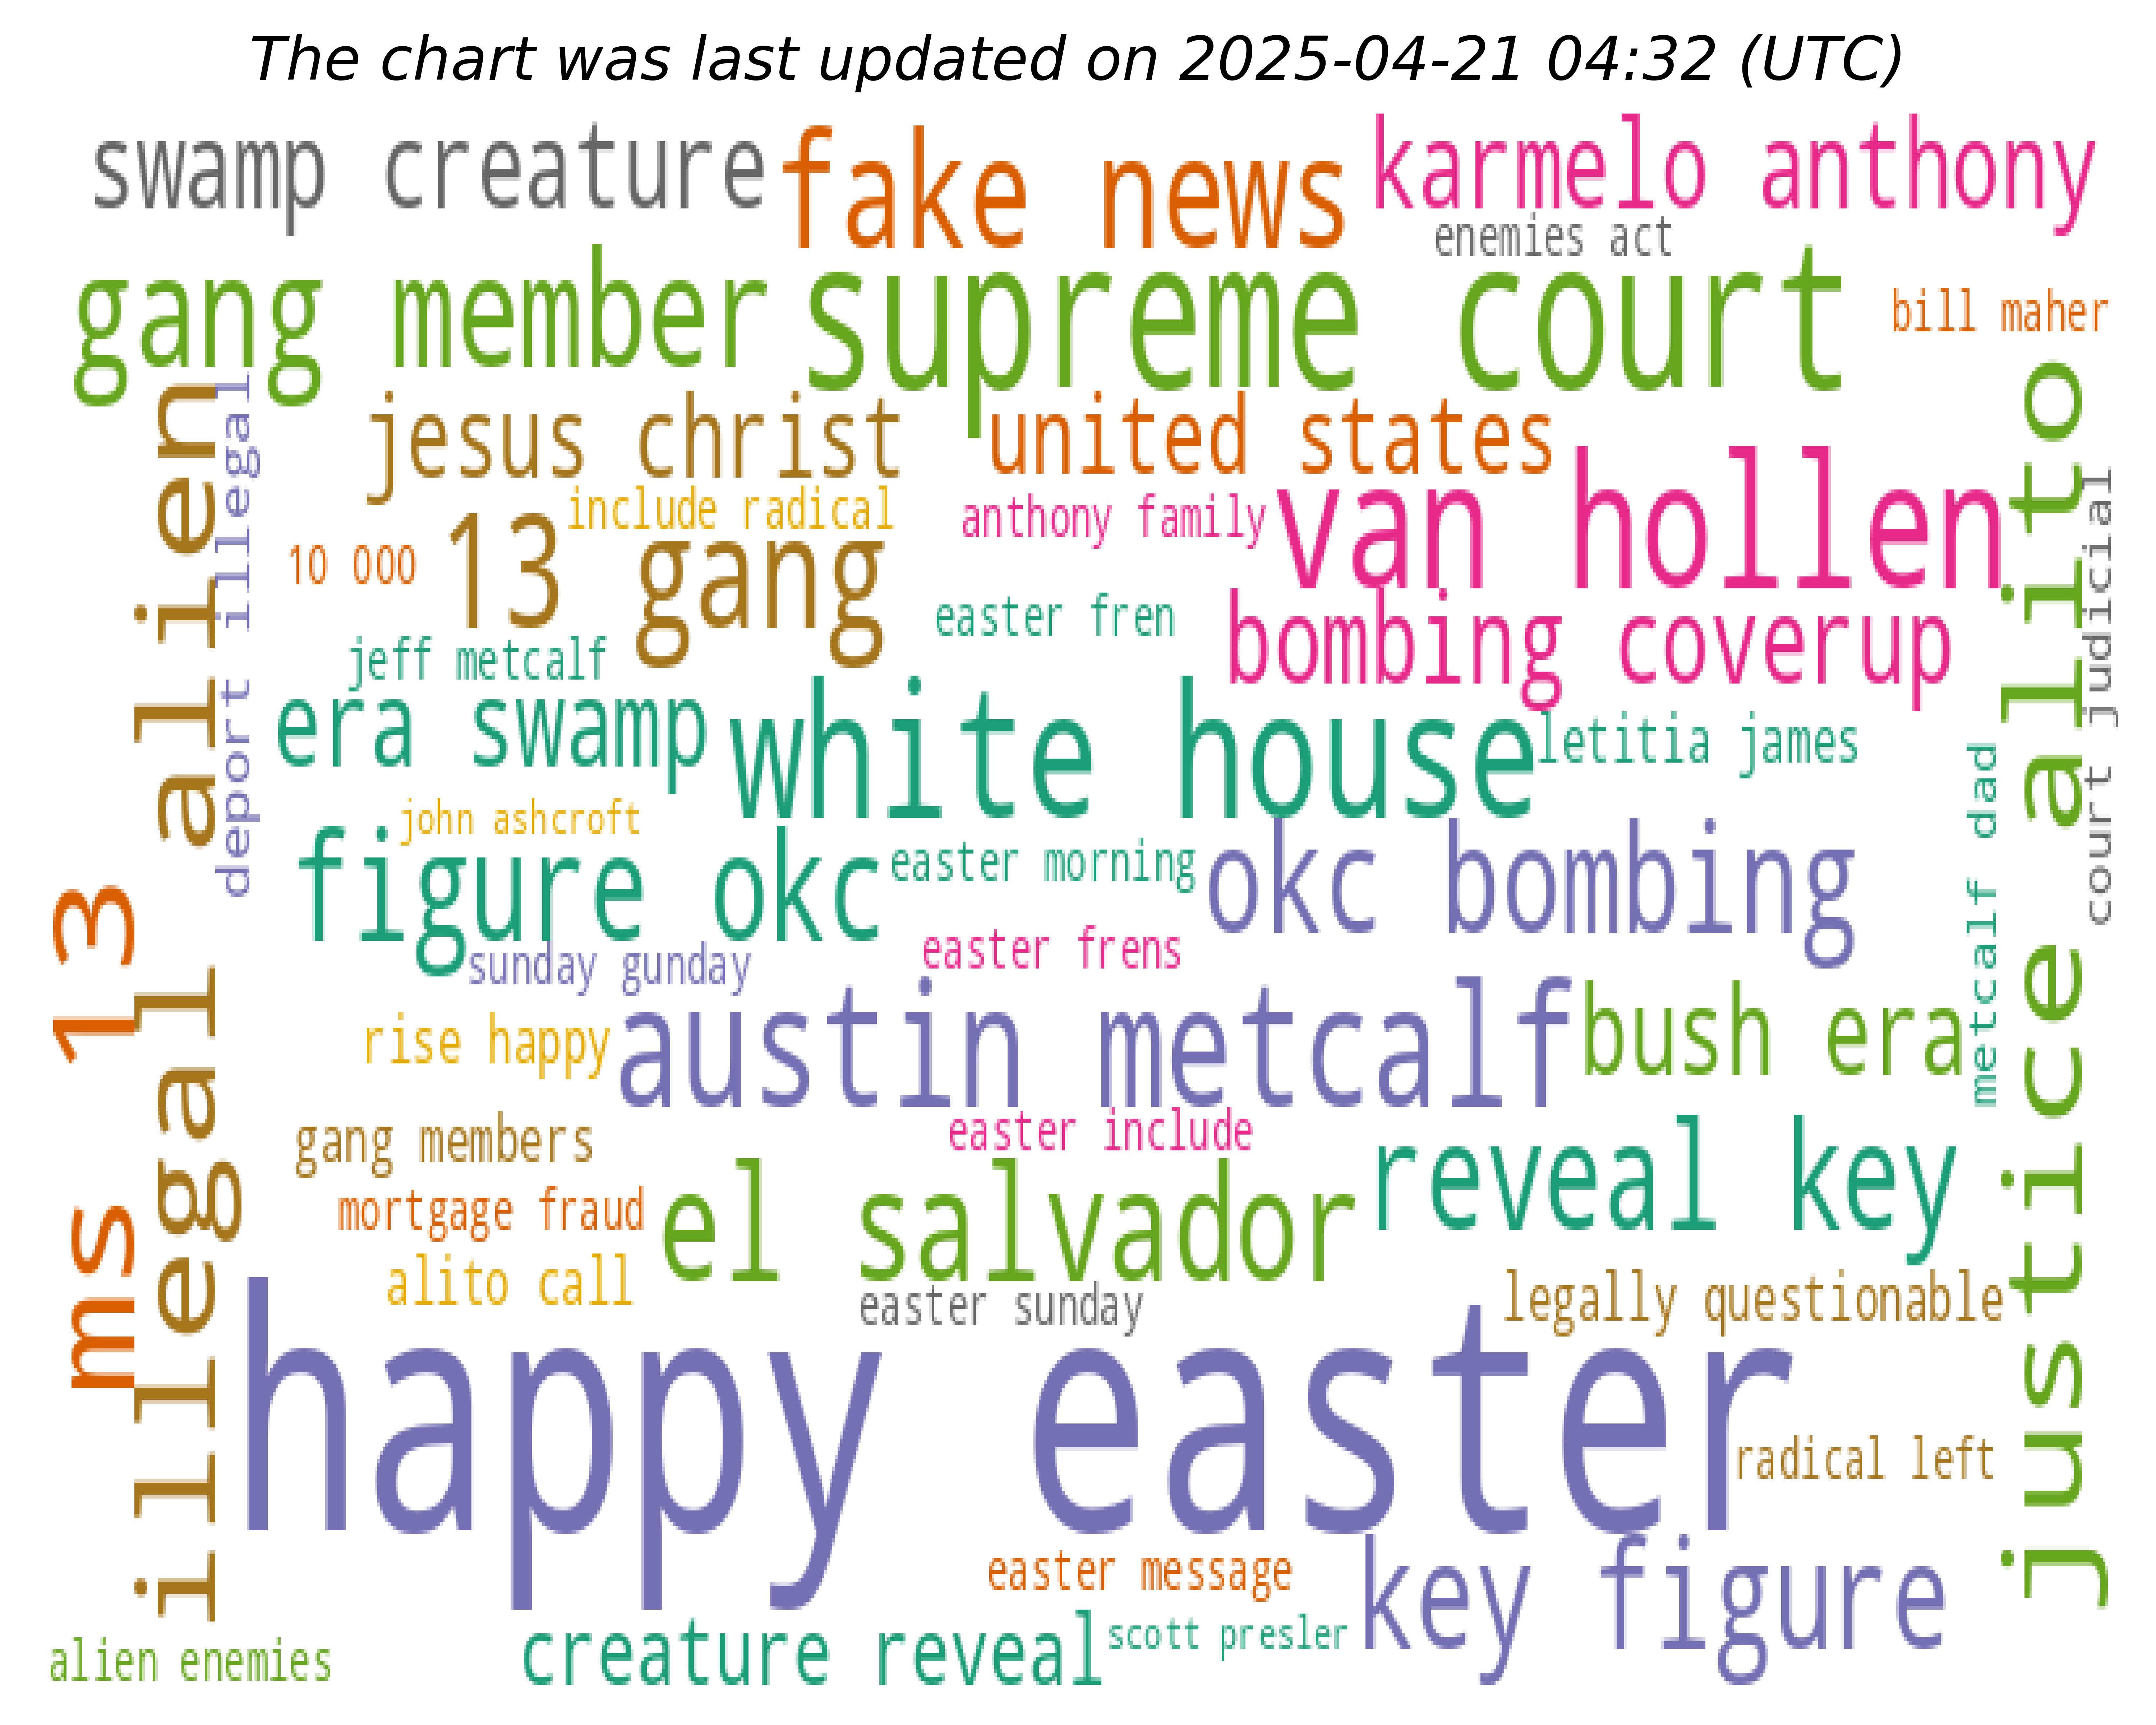 The chart was last updated on 2025-04-21 04:32 (UTC)
swamp creature
fake news
karmelo anthony
enemies act
gang member
supreme court
bill maher
jesus christ
united states
include radical
anthony family
van hollen
10 000
13 gang
easter fren
bombing coverup
jeff metcalf
era swamp
white house
letitia james
john ashcroft
figure okc
easter morning
okc bombing
sunday gunday
easter frens
rise happy
austin metcalf
bush era
gang members
easter include
reveal key
mortgage fraud
el salvador
alito call
easter sunday
legally questionable
happy easter
radical left
easter message
key figure
creature reveal
scott presler
alien enemies
ms 13
illegal alien
deport illegal
metcalf dad
justice alito
court judicial